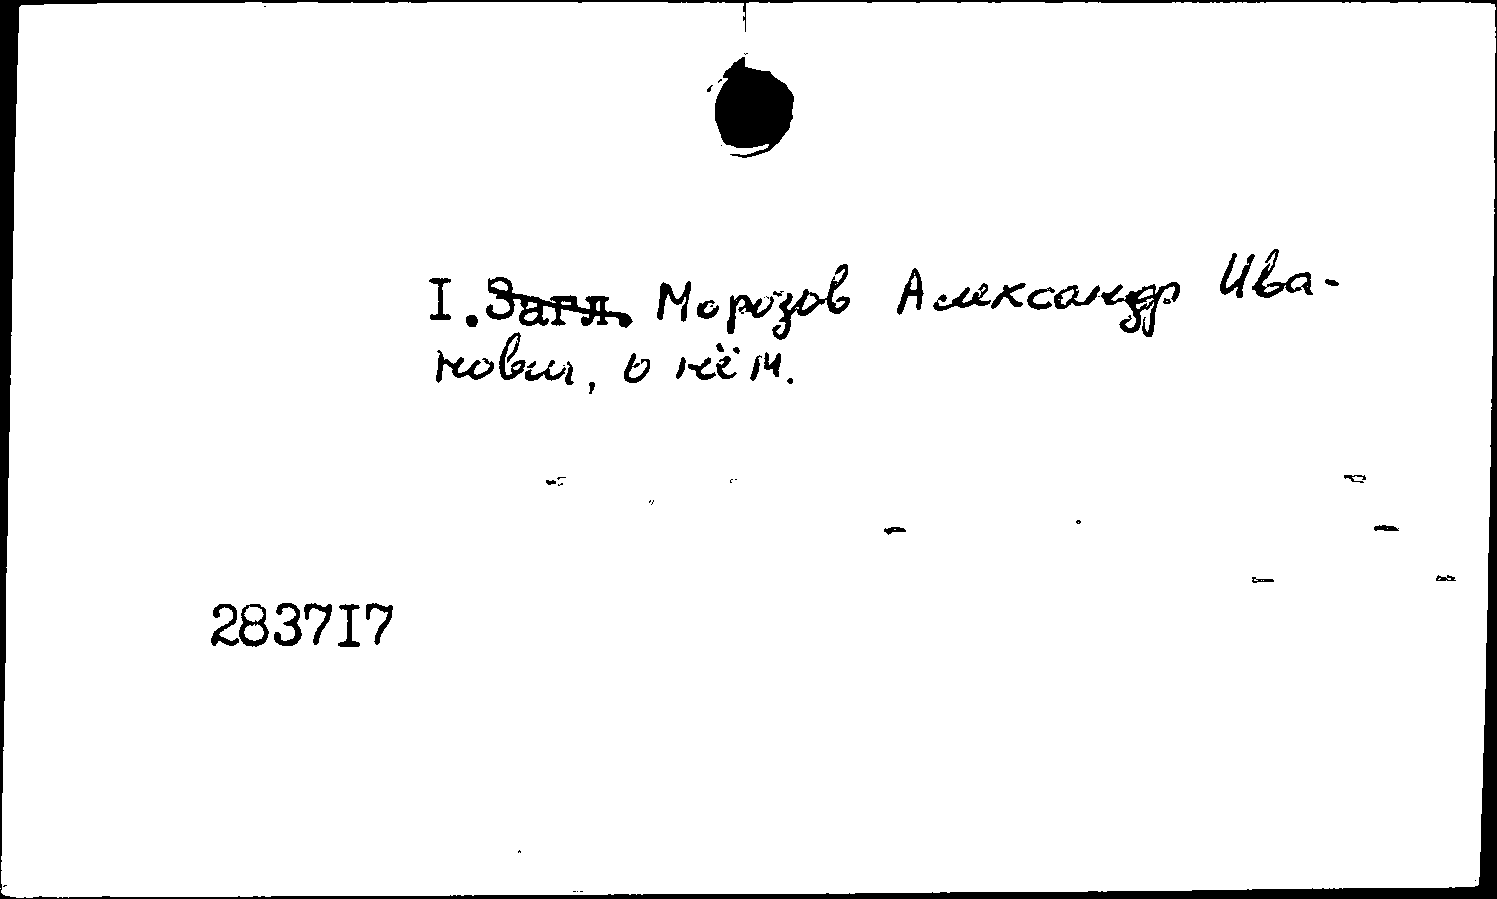 I. Загл. Морозов Александр Ива-
нович, о нём.
283717